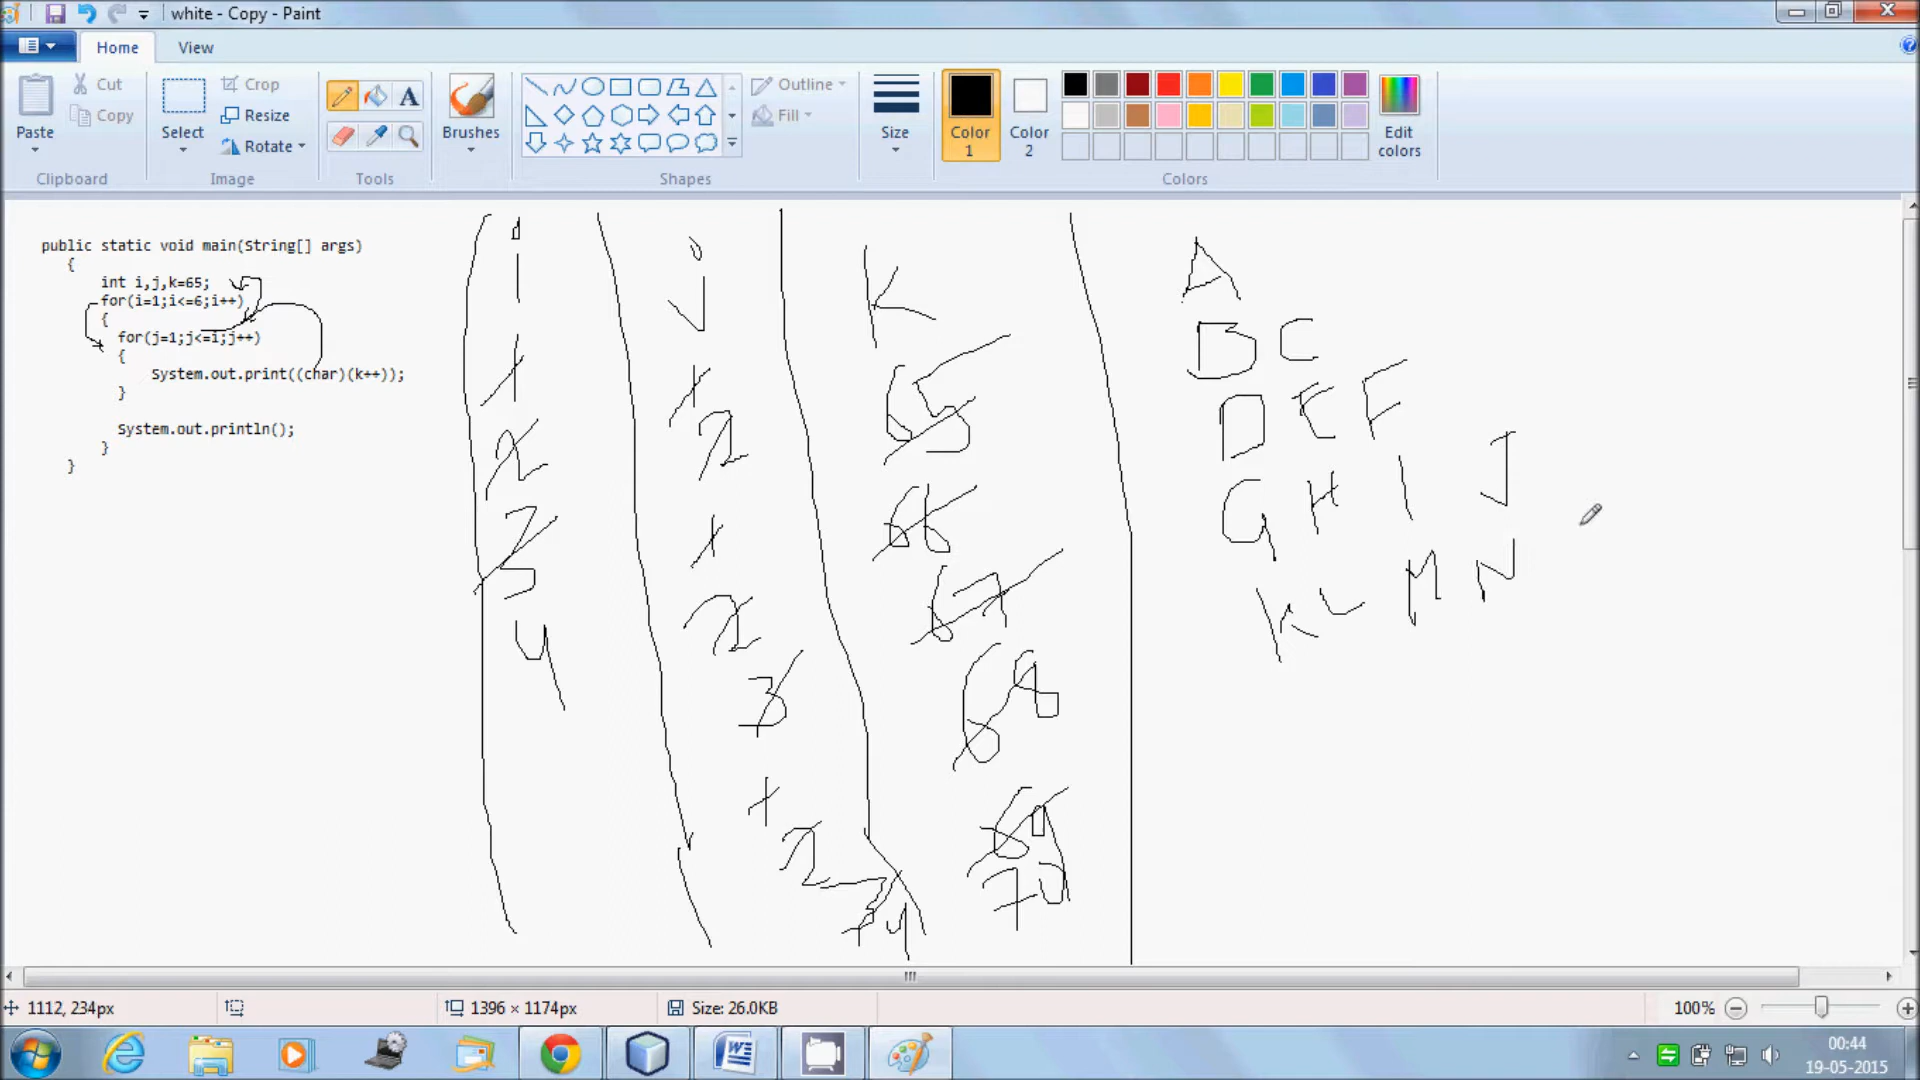 white - Copy - Paint
Home View
Cut
Copy
Paste
Clipboard
Select
Crop
Resize
Rotate
Image
A
Tools
Brushes
Shapes
Outline
Fill
Size
Color 1
Color 2
Edit colors
Colors
public static void main(String[] args)
{
int i,j,k=65;
for(i=1;i<=6;i++)
{
for(j=1;j<=i;j++)
{
System.out.print((char)(k++));
}
System.out.println();
}
}
i
1
2
3
4
j
1
2
1
2
3
1
2
3 4
K
65
66
67
68
69
70
A
B C
D E F
G H I J
K L M N
1112, 234px
1396 × 1174px
Size: 26.0KB
100%
00:44
19-05-2015